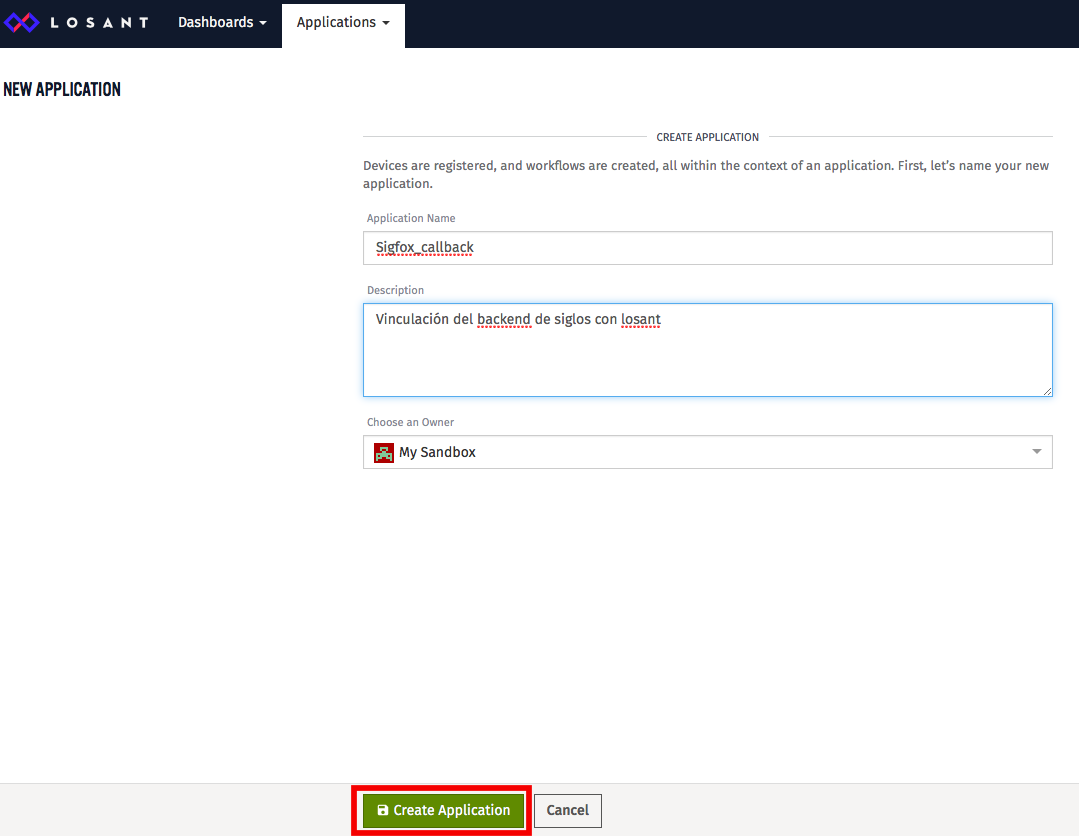 LOSANT Dashboards Applications
NEW APPLICATION
CREATE APPLICATION
Devices are registered, and workflows are created, all within the context of an application. First, let's name your new
application.
Application Name
Sigfox_callback
Description
Vinculación del backend de siglos con losant
Choose an Owner
My Sandbox
Create Application Cancel